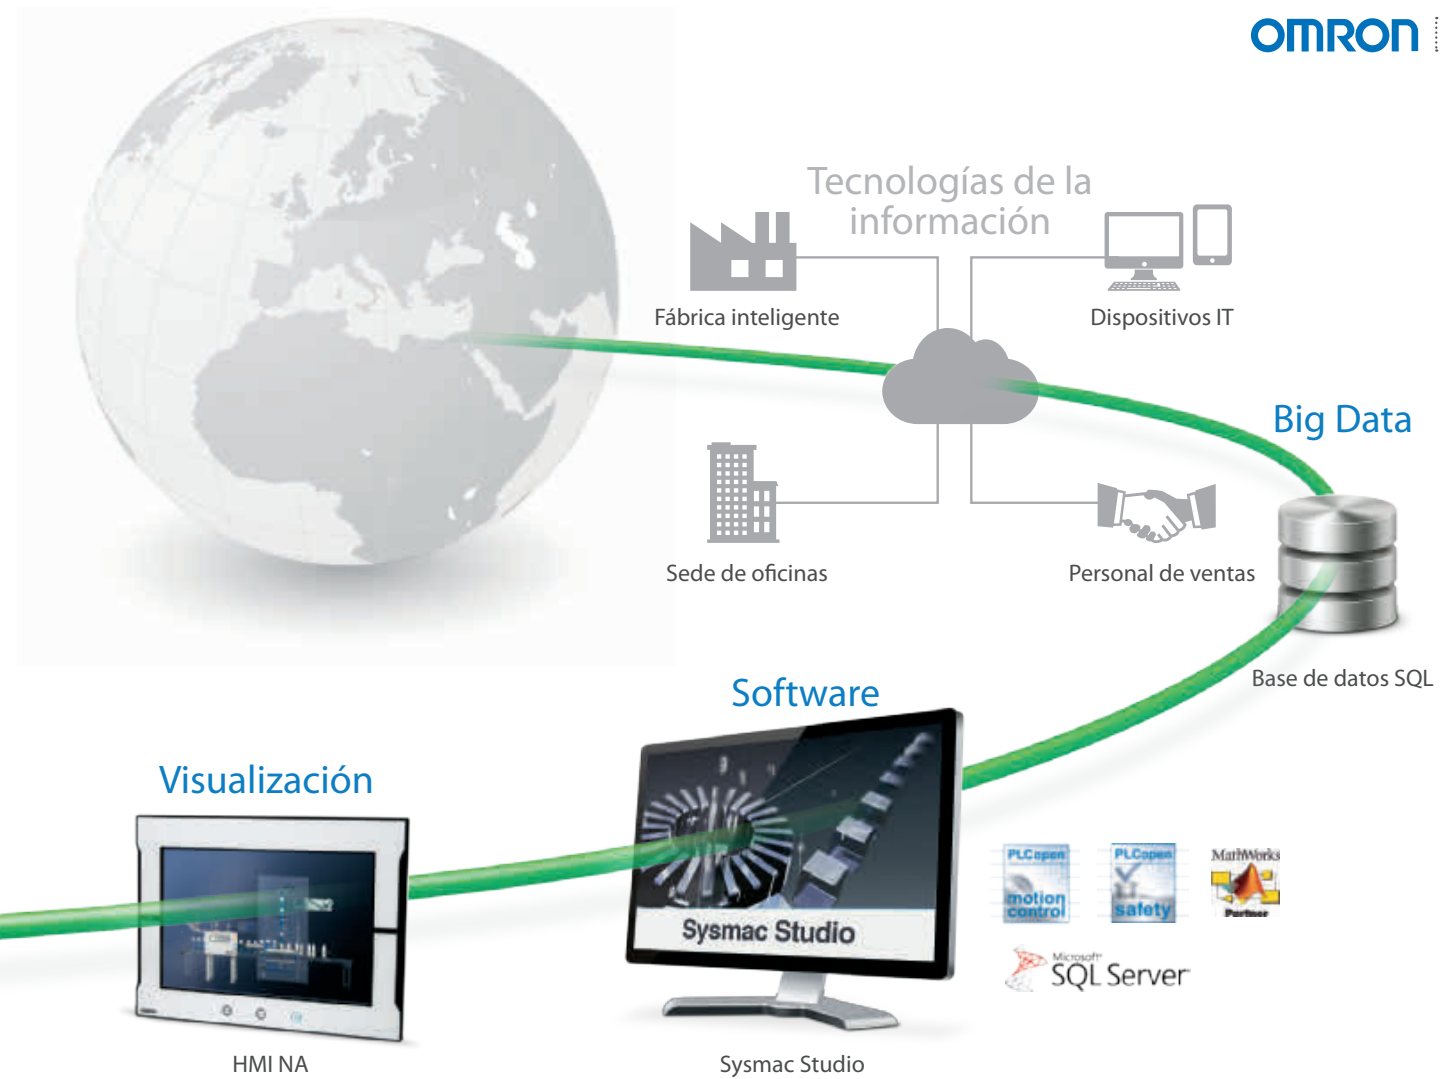 OMRON
Tecnologías de la
información
Fábrica inteligente
Dispositivos IT
Big Data
Sede de oficinas
Personal de ventas
Base de datos SQL
Software
Visualización
PLCopen
motion
control
PLCopen
safety
MathWorks
Partner
Sysmac Studio
Microsoft
SQL Server
HMI NA
Sysmac Studio